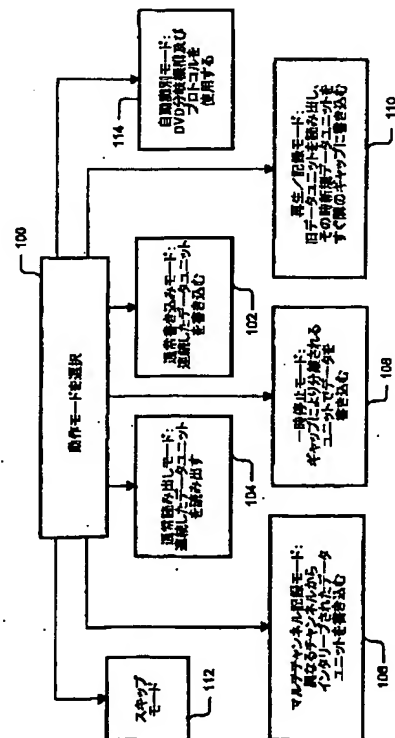 100
動作モードを選択
112
スキップ
モード
104
通常読み出しモード:
連続したデータユニット
を読み出す
102
通常書き込みモード:
連続したデータユニット
を書き込む
114
自動識別モード:
DVD分岐機構及び
プロトコルを
使用する
106
マルチチャンネル記録モード:
異なるチャンネルから
インタリーブされたデータ
ユニットを書き込む
108
一時停止モード:
ギャップにより分離される
ユニットでデータを
書き込む
110
再生/記録モード:
旧データユニットを読み出し、
その時新規データユニットを
すぐ隣のギャップに書き込む